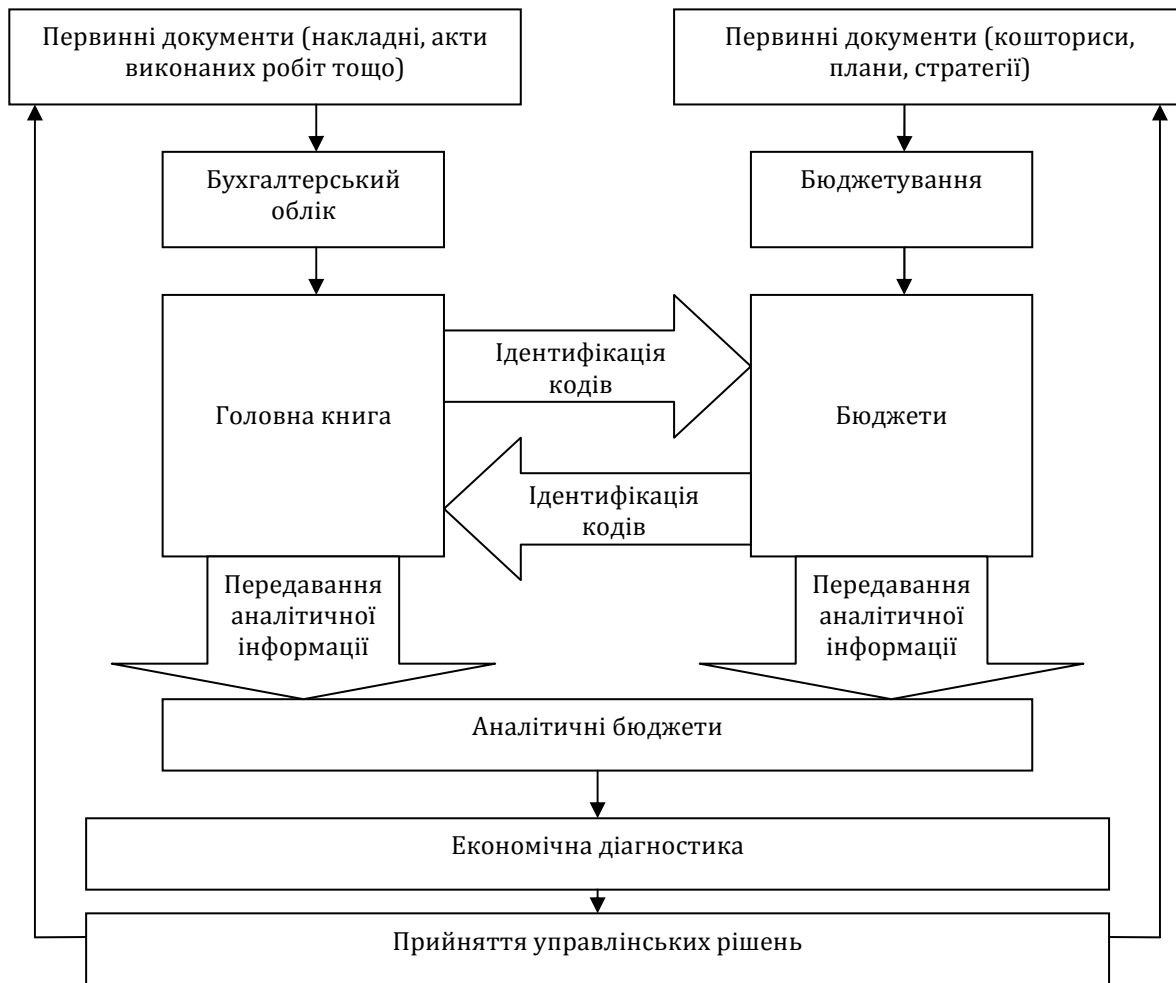 Первинні документи (накладні, акти
виконаних робіт тощо)
Первинні документи (кошториси,
плани, стратегії)
Бухгалтерський
облік
Бюджетування
Головна книга
Ідентифікація
кодів
Бюджети
Ідентифікація
кодів
Передавання
аналітичної
інформації
Передавання
аналітичної
інформації
Аналітичні бюджети
Економічна діагностика
Прийняття управлінських рішень